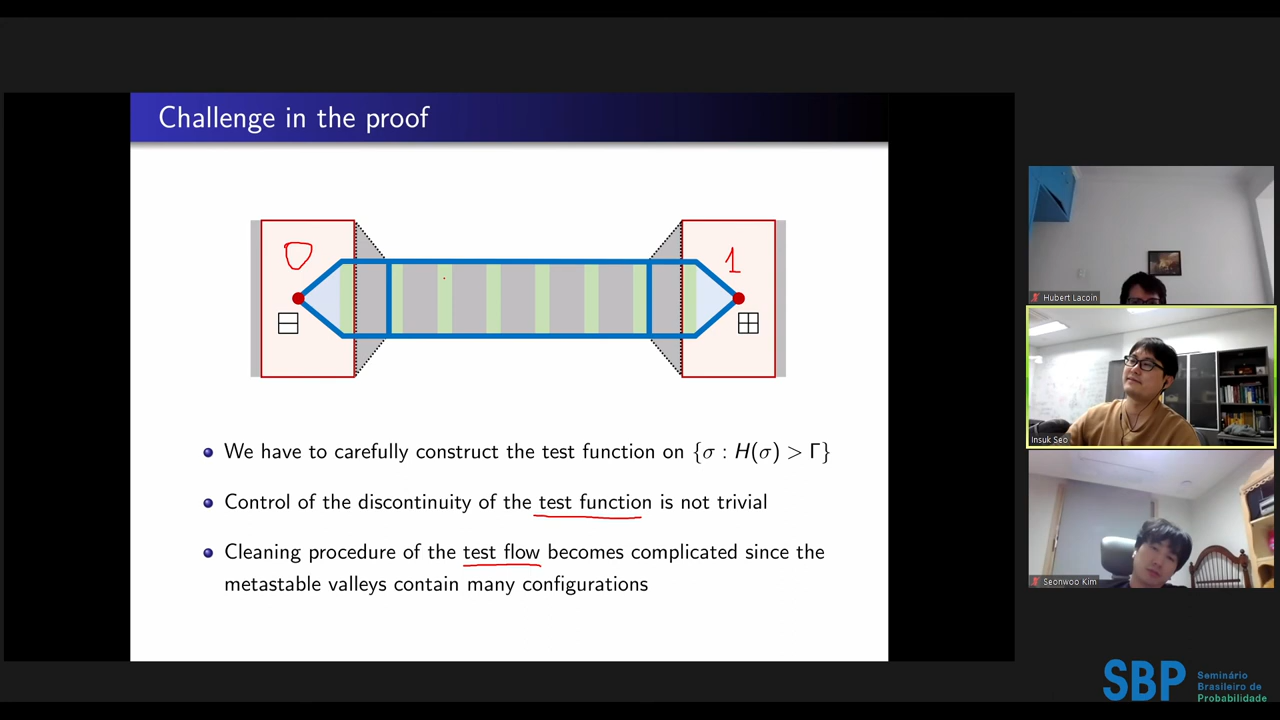 Challenge in the proof
0
1
− +
We have to carefully construct the test function on {σ : H(σ) > Γ}
Control of the discontinuity of the test function is not trivial
Cleaning procedure of the test flow becomes complicated since the
metastable valleys contain many configurations
Hubert Lacoin
Insuk Seo
Seonwoo Kim
SBP
Seminário
Brasileiro de
Probabilidade